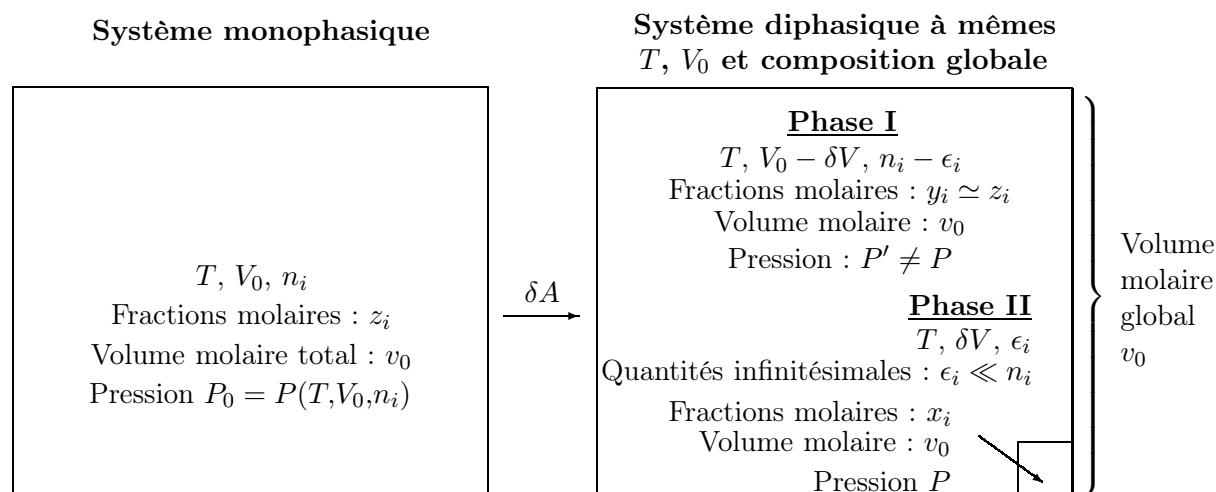 Système monophasique
Système diphasique à mêmes
T, V₀ et composition globale
T, V₀, nᵢ
Fractions molaires : zᵢ
Volume molaire total : v₀
Pression P₀ = P(T,V₀,nᵢ)
δA
Phase I
T, V₀ − δV, nᵢ − ϵᵢ
Fractions molaires : yᵢ ≃ zᵢ
Volume molaire : v₀
Pression : P′ ≠ P
Phase II
T, δV, ϵᵢ
Quantités infinitésimales : ϵᵢ ≪ nᵢ
Fractions molaires : xᵢ
Volume molaire : v₀
Pression P
Volume
molaire
global
v₀